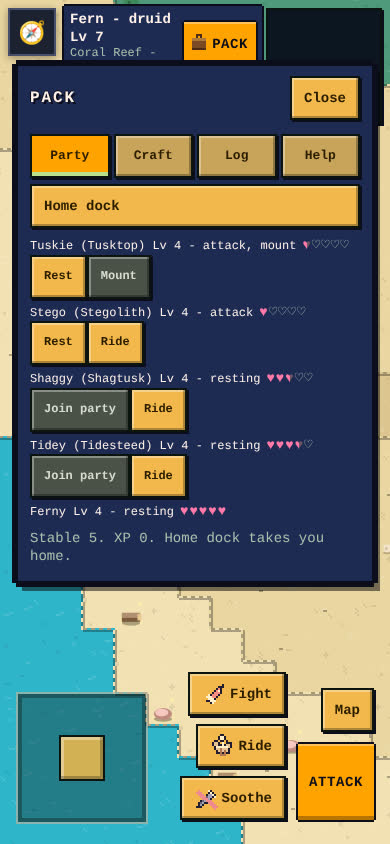 Fern - druid
Lv 7
Coral Reef -
PACK
PACK
Close
Party
Craft
Log
Help
Home dock
Tuskie (Tusktop) Lv 4 - attack, mount
Rest
Mount
Stego (Stegolith) Lv 4 - attack
Rest
Ride
Shaggy (Shagtusk) Lv 4 - resting
Join party
Ride
Tidey (Tidesteed) Lv 4 - resting
Join party
Ride
Ferny Lv 4 - resting
Stable 5. XP 0. Home dock takes you
home.
Fight
Map
Ride
ATTACK
Soothe